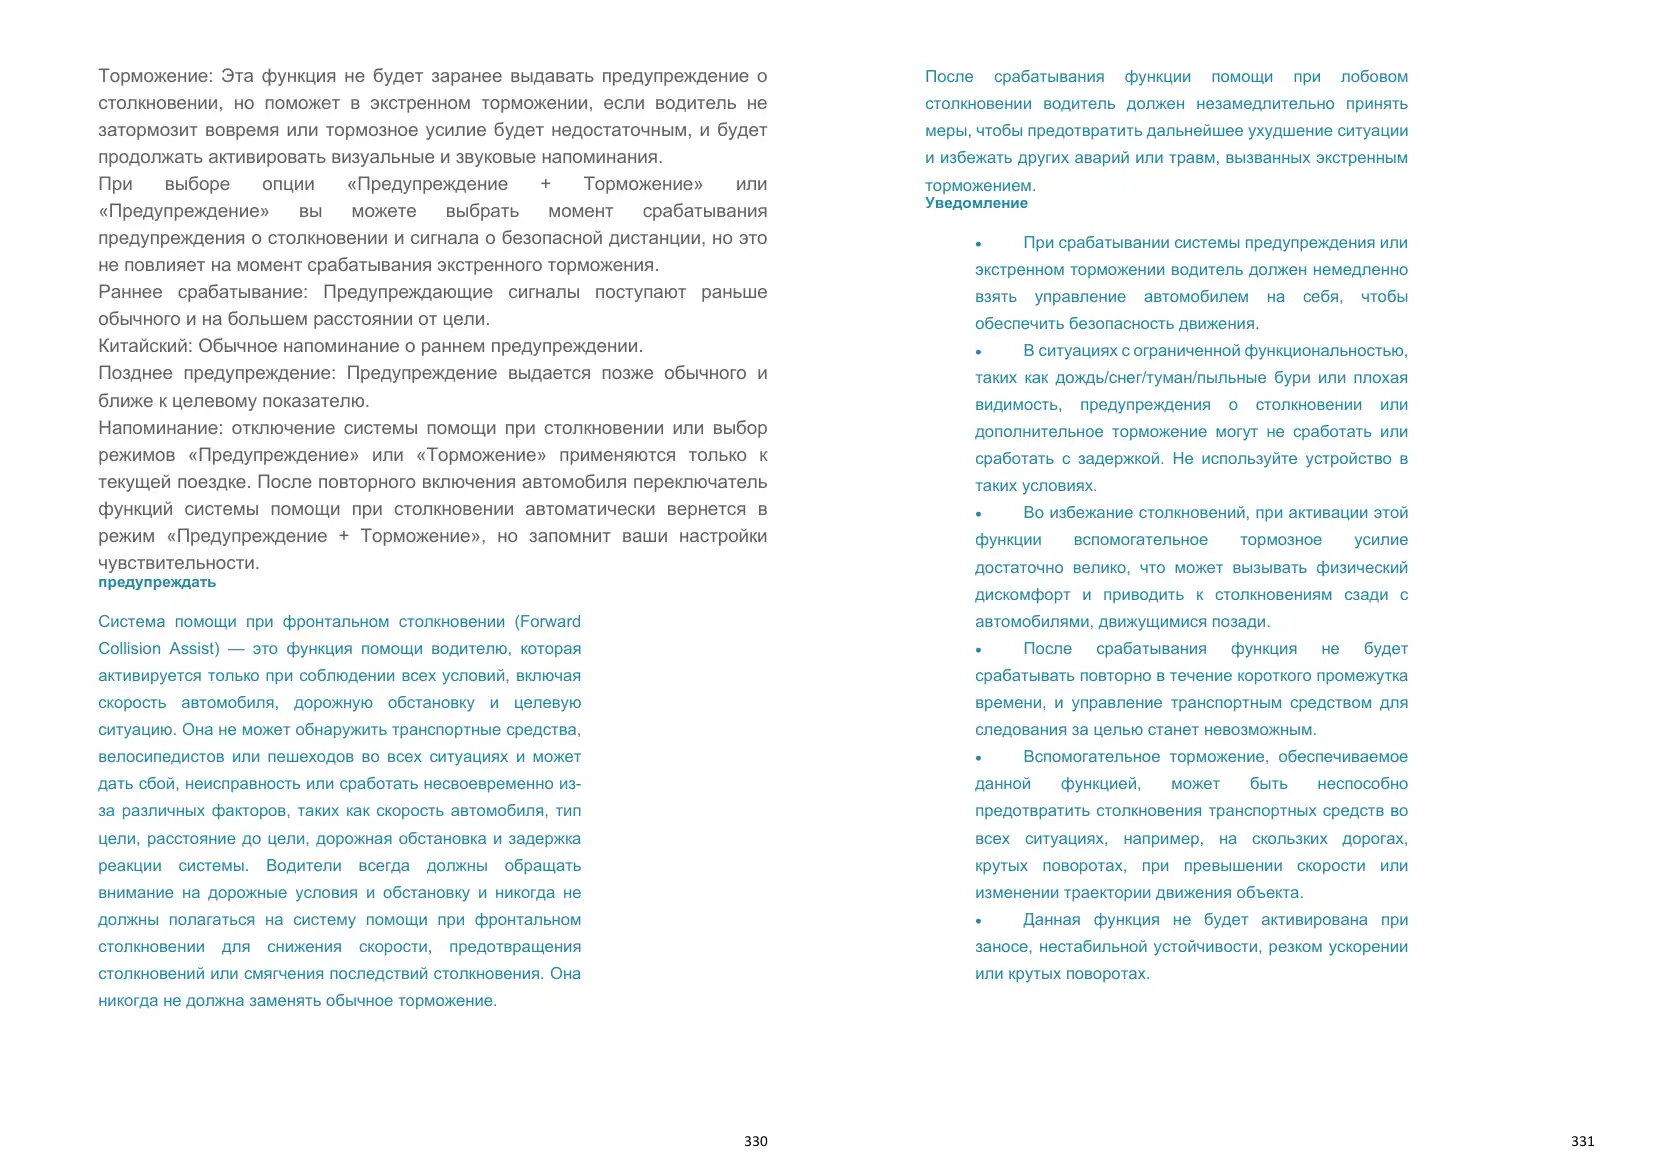 Торможение: Эта функция не будет заранее выдавать предупреждение о
столкновении, но поможет в экстренном торможении, если водитель не
затормозит вовремя или тормозное усилие будет недостаточным, и будет
продолжать активировать визуальные и звуковые напоминания.
При выборе опции «Предупреждение + Торможение» или
«Предупреждение» вы можете выбрать момент срабатывания
предупреждения о столкновении и сигнала о безопасной дистанции, но это
не повлияет на момент срабатывания экстренного торможения.
Раннее срабатывание: Предупреждающие сигналы поступают раньше
обычного и на большем расстоянии от цели.
Китайский: Обычное напоминание о раннем предупреждении.
Позднее предупреждение: Предупреждение выдается позже обычного и
ближе к целевому показателю.
Напоминание: отключение системы помощи при столкновении или выбор
режимов «Предупреждение» или «Торможение» применяются только к
текущей поездке. После повторного включения автомобиля переключатель
функций системы помощи при столкновении автоматически вернется в
режим «Предупреждение + Торможение», но запомнит ваши настройки
чувствительности.
предупреждать
Система помощи при фронтальном столкновении (Forward
Collision Assist) — это функция помощи водителю, которая
активируется только при соблюдении всех условий, включая
скорость автомобиля, дорожную обстановку и целевую
ситуацию. Она не может обнаружить транспортные средства,
велосипедистов или пешеходов во всех ситуациях и может
дать сбой, неисправность или сработать несвоевременно из-
за различных факторов, таких как скорость автомобиля, тип
цели, расстояние до цели, дорожная обстановка и задержка
реакции системы. Водители всегда должны обращать
внимание на дорожные условия и обстановку и никогда не
должны полагаться на систему помощи при фронтальном
столкновении для снижения скорости, предотвращения
столкновений или смягчения последствий столкновения. Она
никогда не должна заменять обычное торможение.
330
После срабатывания функции помощи при лобовом
столкновении водитель должен незамедлительно принять
меры, чтобы предотвратить дальнейшее ухудшение ситуации
и избежать других аварий или травм, вызванных экстренным
торможением.
Уведомление
• При срабатывании системы предупреждения или
экстренном торможении водитель должен немедленно
взять управление автомобилем на себя, чтобы
обеспечить безопасность движения.
• В ситуациях с ограниченной функциональностью,
таких как дождь/снег/туман/пыльные бури или плохая
видимость, предупреждения о столкновении или
дополнительное торможение могут не сработать или
сработать с задержкой. Не используйте устройство в
таких условиях.
• Во избежание столкновений, при активации этой
функции вспомогательное тормозное усилие
достаточно велико, что может вызывать физический
дискомфорт и приводить к столкновениям сзади с
автомобилями, движущимися позади.
• После срабатывания функция не будет
срабатывать повторно в течение короткого промежутка
времени, и управление транспортным средством для
следования за целью станет невозможным.
• Вспомогательное торможение, обеспечиваемое
данной функцией, может быть неспособно
предотвратить столкновения транспортных средств во
всех ситуациях, например, на скользких дорогах,
крутых поворотах, при превышении скорости или
изменении траектории движения объекта.
• Данная функция не будет активирована при
заносе, нестабильной устойчивости, резком ускорении
или крутых поворотах.
331